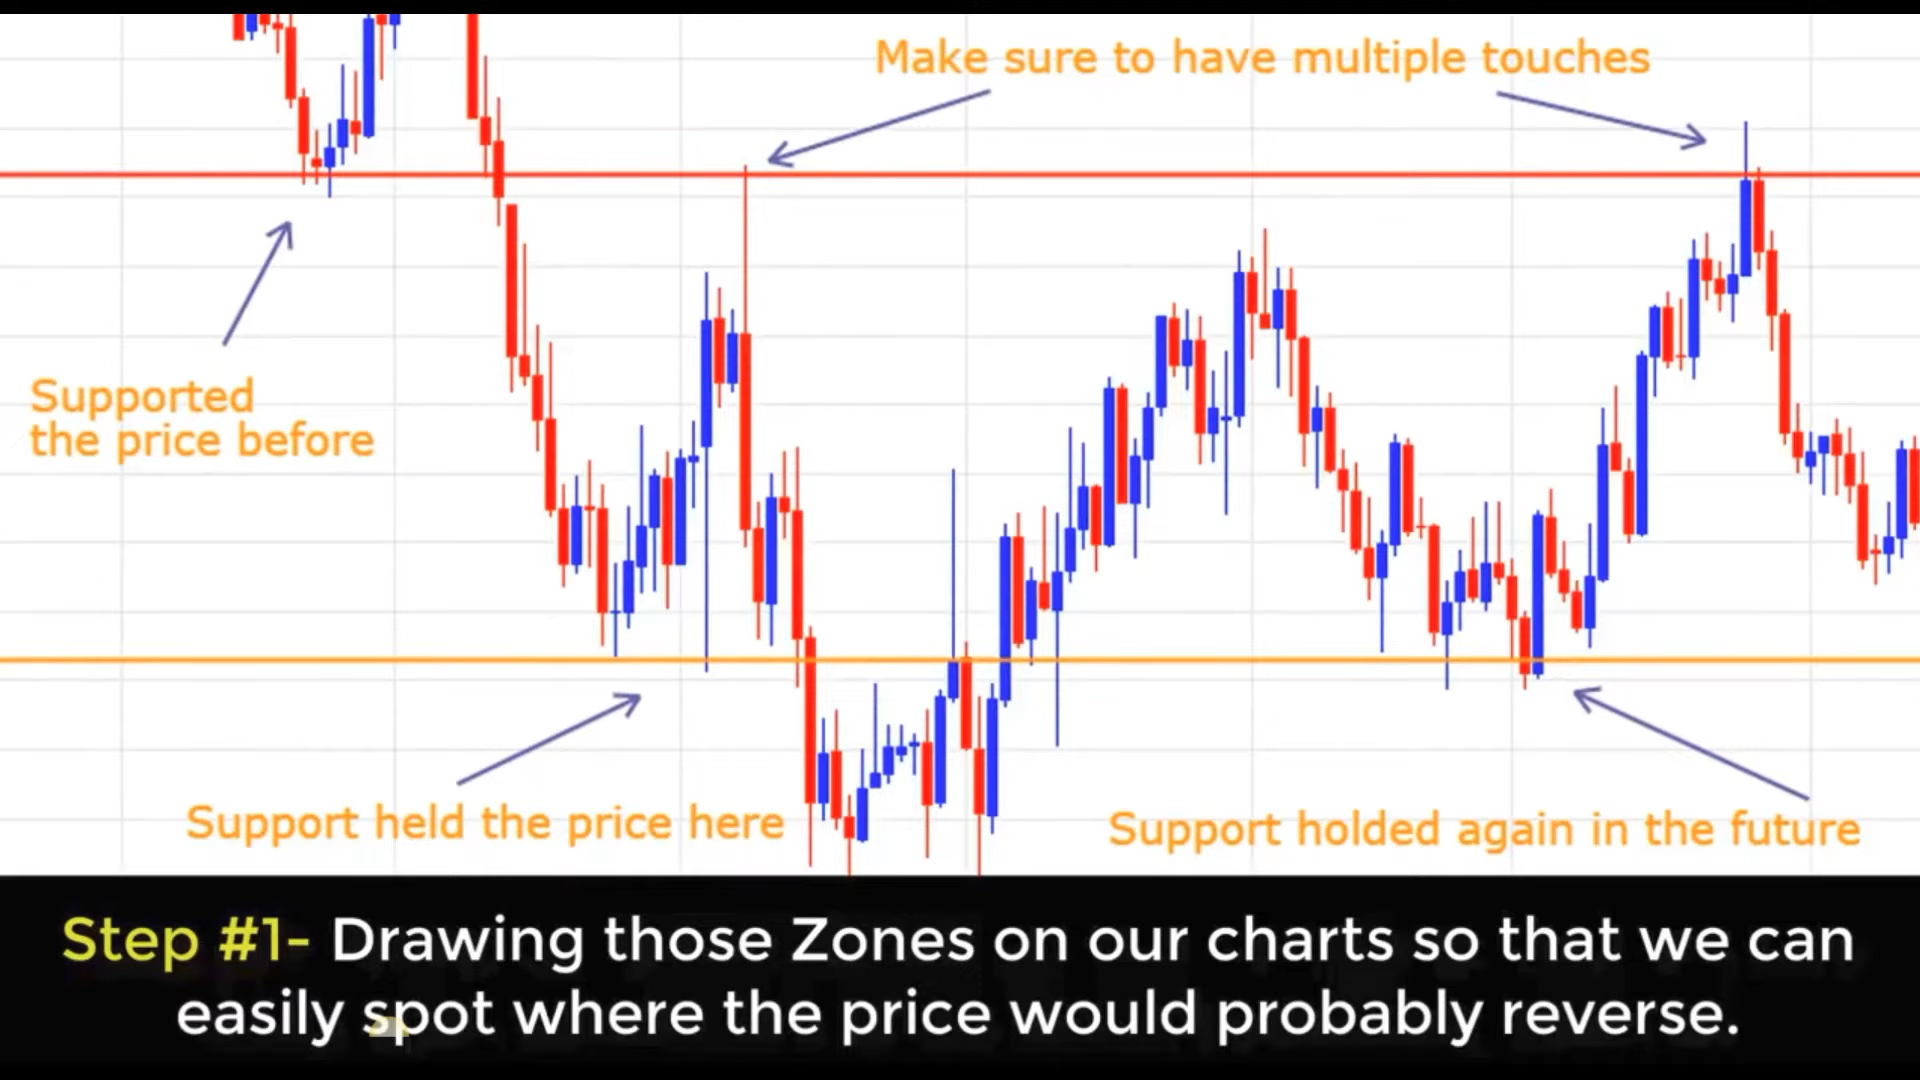 Make sure to have multiple touches
Supported
the price before
Support held the price here
Support holded again in the future
Step #1- Drawing those Zones on our charts so that we can
easily spot where the price would probably reverse.